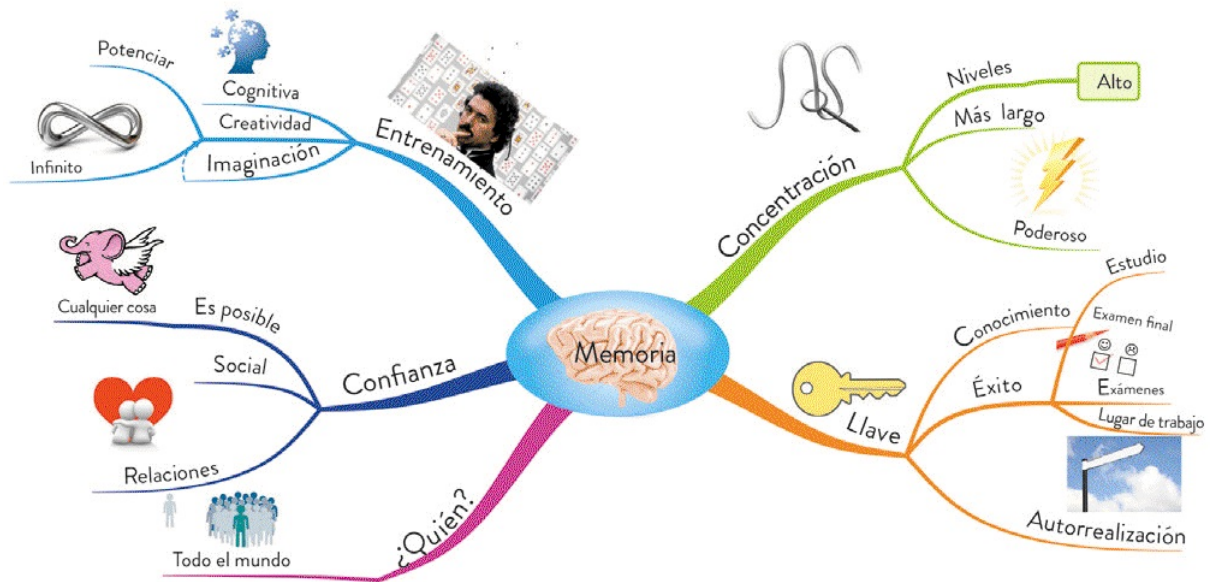 Memoria
Entrenamiento
Cognitiva
Creatividad
Imaginación
Potenciar
Infinito
Concentración
Niveles
Alto
Más largo
Poderoso
Llave
Conocimiento
Éxito
Estudio
Examen final
Exámenes
Lugar de trabajo
Autorrealización
¿Quién?
Todo el mundo
Confianza
Es posible
Cualquier cosa
Social
Relaciones